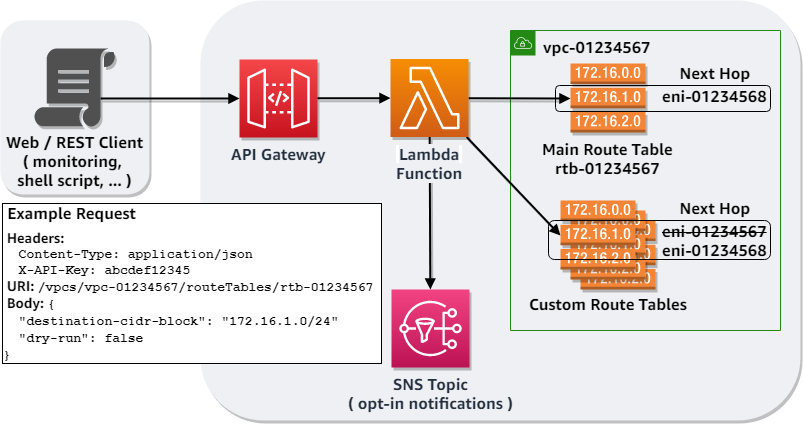 Web / REST Client
( monitoring,
shell script, ... )
API Gateway
Lambda
Function
SNS Topic
( opt-in notifications )
vpc-01234567
172.16.0.0
172.16.1.0
172.16.2.0
Next Hop
eni-01234568
Main Route Table
rtb-01234567
172.16.0.0
172.16.1.0
172.16.2.0
Next Hop
eni-01234567
eni-01234568
Custom Route Tables
Example Request
Headers:
Content-Type: application/json
X-API-Key: abcdef12345
URI: /vpcs/vpc-01234567/routeTables/rtb-01234567
Body: {
"destination-cidr-block": "172.16.1.0/24"
"dry-run": false
}